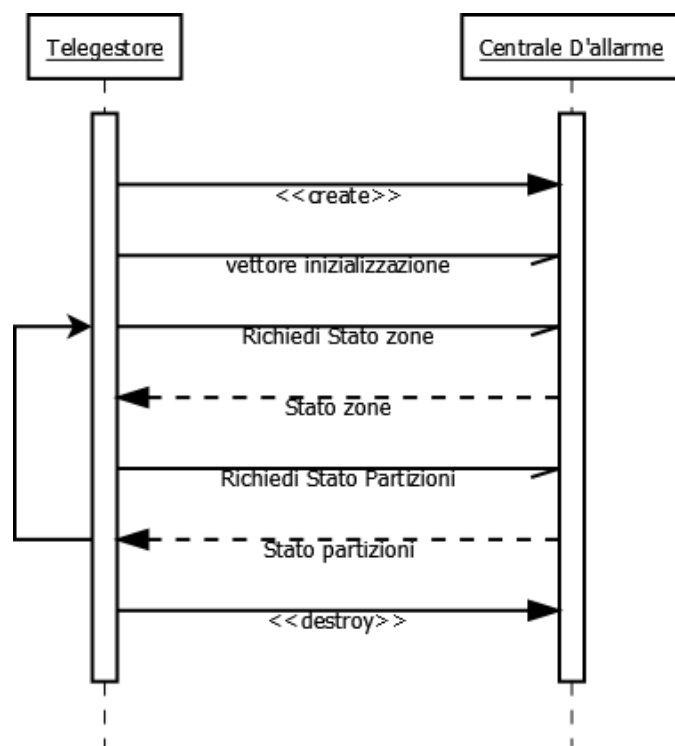 Telegestore
Centrale D'allarme
<<create>>
vettore inizializzazione
Richiedi Stato zone
Stato zone
Richiedi Stato Partizioni
Stato partizioni
<<destroy>>